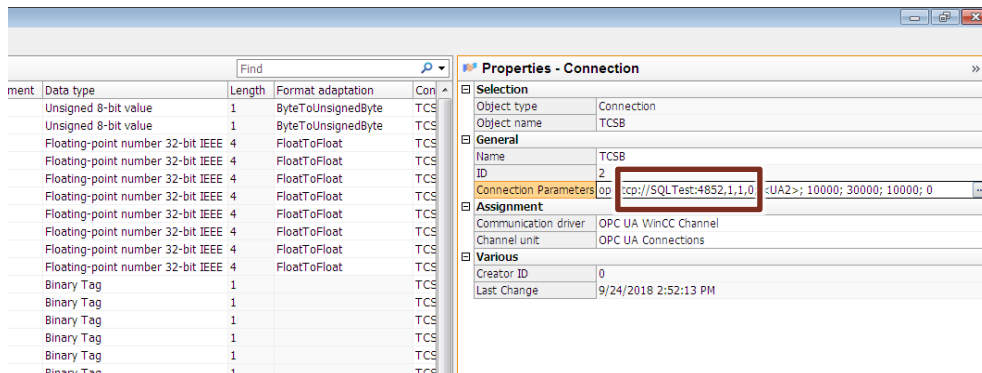 Find
Properties - Connection »
ment Data type Length Format adaptation Con
Unsigned 8-bit value 1 ByteToUnsignedByte TCS
Unsigned 8-bit value 1 ByteToUnsignedByte TCS
Floating-point number 32-bit IEEE 4 FloatToFloat TCS
Floating-point number 32-bit IEEE 4 FloatToFloat TCS
Floating-point number 32-bit IEEE 4 FloatToFloat TCS
Floating-point number 32-bit IEEE 4 FloatToFloat TCS
Floating-point number 32-bit IEEE 4 FloatToFloat TCS
Floating-point number 32-bit IEEE 4 FloatToFloat TCS
Floating-point number 32-bit IEEE 4 FloatToFloat TCS
Floating-point number 32-bit IEEE 4 FloatToFloat TCS
Binary Tag 1 TCS
Binary Tag 1 TCS
Binary Tag 1 TCS
Binary Tag 1 TCS
Binary Tag 1 TCS
Binary Tag 1
Selection
Object type Connection
Object name TCSB
General
Name TCSB
ID 2
Connection Parameters op tcp://SQLTest:4852,1,1,0 <UA2>; 10000; 30000; 10000; 0 ...
Assignment
Communication driver OPC UA WinCC Channel
Channel unit OPC UA Connections
Various
Creator ID 0
Last Change 9/24/2018 2:52:13 PM